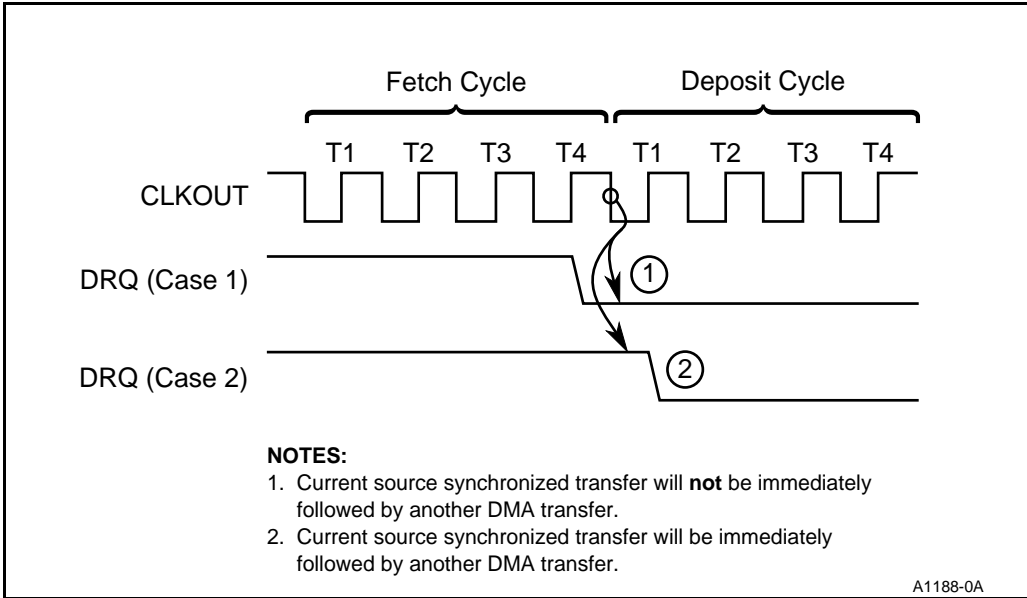 Fetch Cycle Deposit Cycle
T1 T2 T3 T4 T1 T2 T3 T4
CLKOUT
DRQ (Case 1)
1
DRQ (Case 2)
2
NOTES:
1. Current source synchronized transfer will not be immediately
followed by another DMA transfer.
2. Current source synchronized transfer will be immediately
followed by another DMA transfer.
A1188-0A